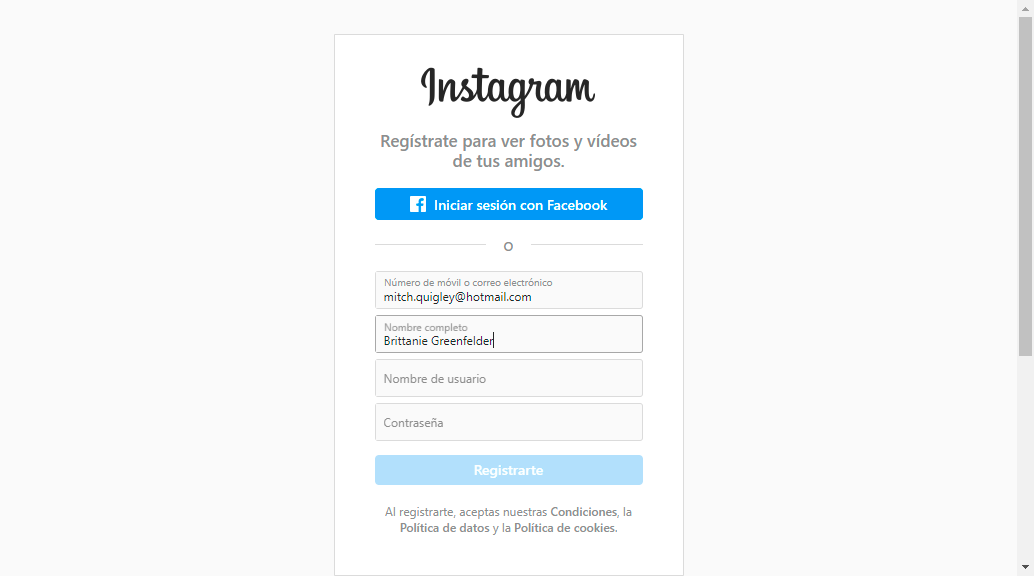 Instagram
Regístrate para ver fotos y vídeos
de tus amigos.
Iniciar sesión con Facebook
O
Número de móvil o correo electrónico
mitch.quigley@hotmail.com
Nombre completo
Brittanie Greenfelder
Nombre de usuario
Contraseña
Registrarte
Al registrarte, aceptas nuestras Condiciones, la
Política de datos y la Política de cookies.